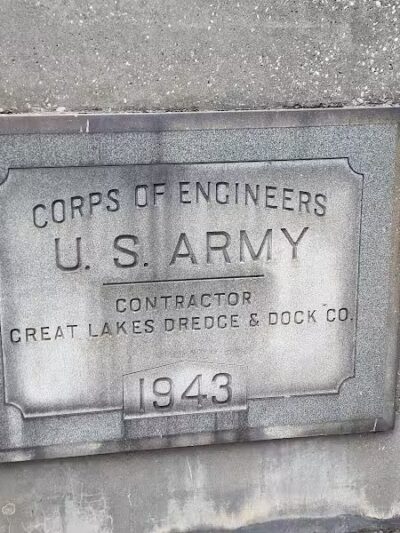 CORPS OF ENGINEERS
U. S. ARMY
CONTRACTOR
GREAT LAKES DREDGE & DOCK CO.
1943